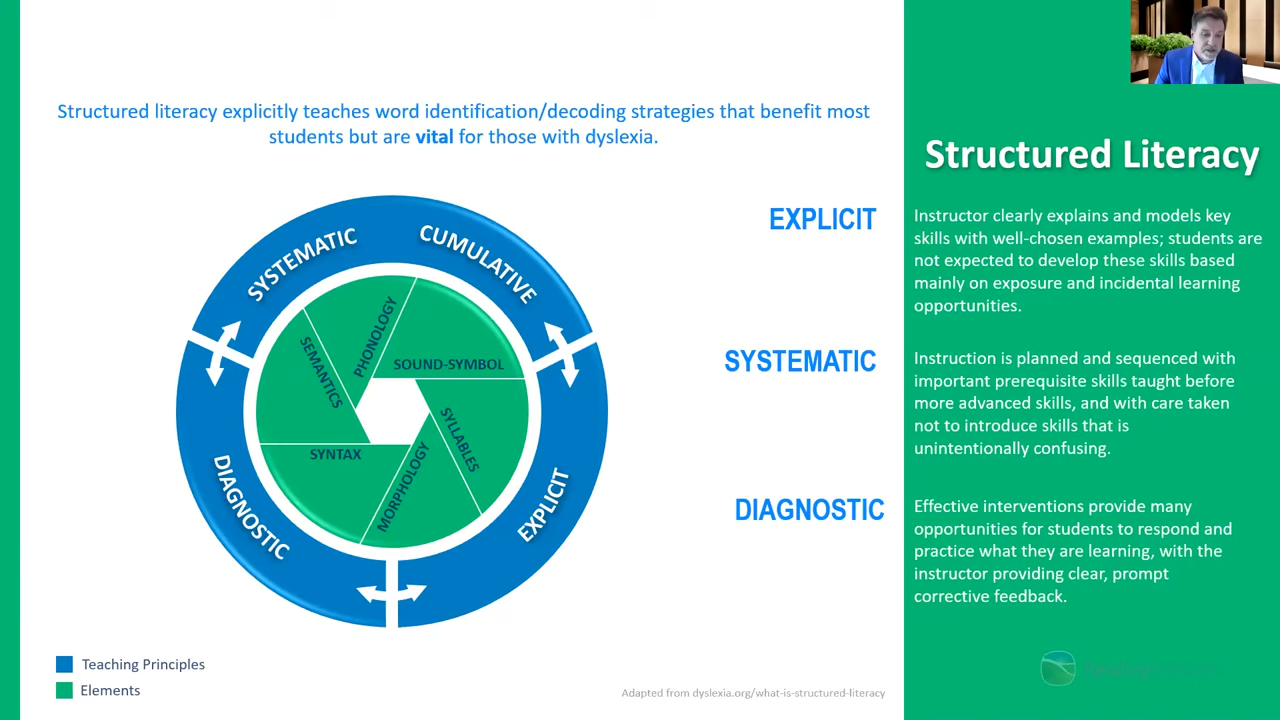 Structured literacy explicitly teaches word identification/decoding strategies that benefit most
students but are vital for those with dyslexia.
SYSTEMATIC
CUMULATIVE
DIAGNOSTIC
EXPLICIT
PHONOLOGY
SOUND-SYMBOL
SEMANTICS
SYLLABLES
SYNTAX
MORPHOLOGY
Teaching Principles
Elements
EXPLICIT
SYSTEMATIC
DIAGNOSTIC
Adapted from dyslexia.org/what-is-structured-literacy
Structured Literacy
Instructor clearly explains and models key
skills with well-chosen examples; students are
not expected to develop these skills based
mainly on exposure and incidental learning
opportunities.
Instruction is planned and sequenced with
important prerequisite skills taught before
more advanced skills, and with care taken
not to introduce skills that is
unintentionally confusing.
Effective interventions provide many
opportunities for students to respond and
practice what they are learning, with the
instructor providing clear, prompt
corrective feedback.